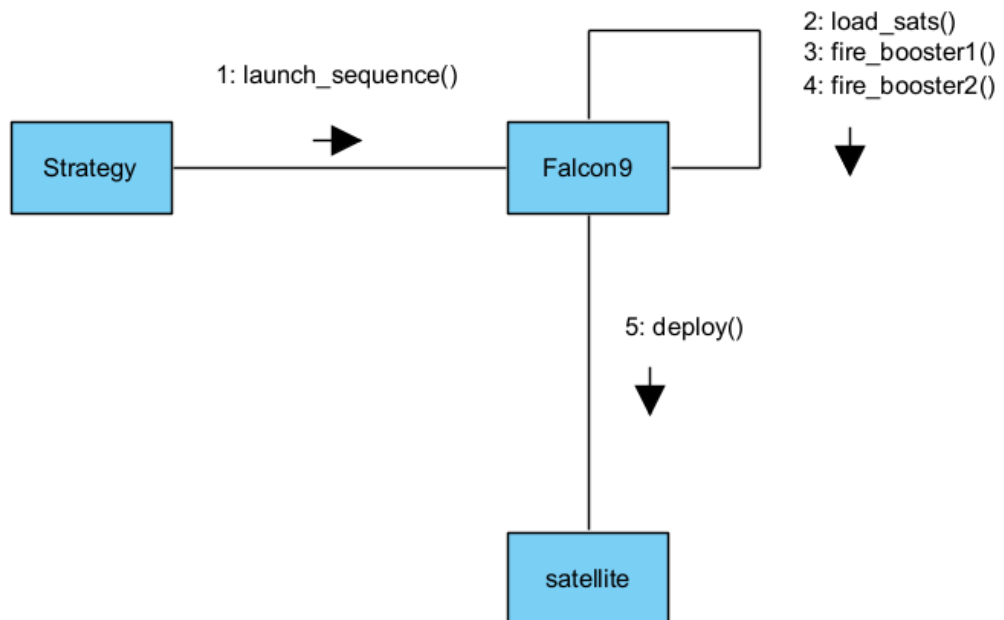 2: load_sats()
3: fire_booster1()
1: launch_sequence()
4: fire_booster2()
Strategy
Falcon9
5: deploy()
satellite